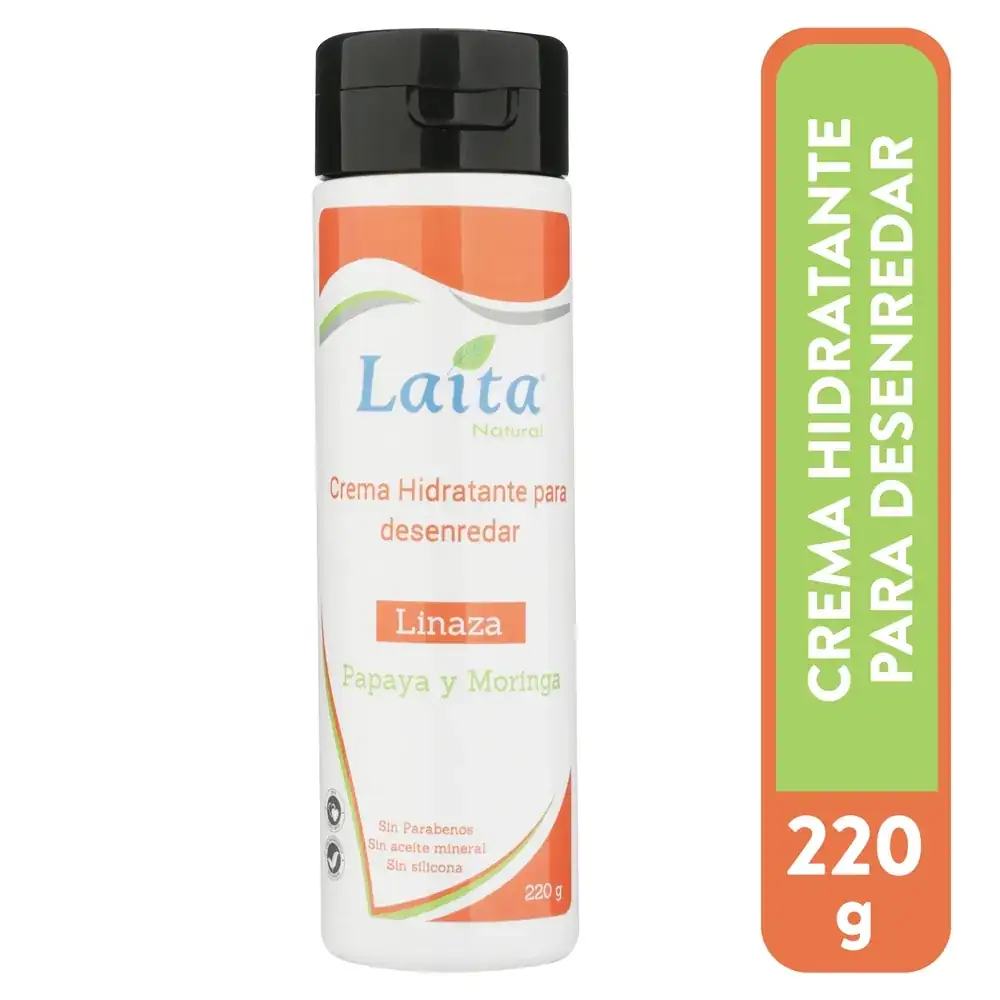 Laita
Natural
Crema Hidratante para
desenredar
Linaza
Papaya y Moringa
Sin Parabenos
Sin aceite mineral
Sin silicona
220 g
CREMA HIDRATANTE
PARA DESENREDAR
220
g